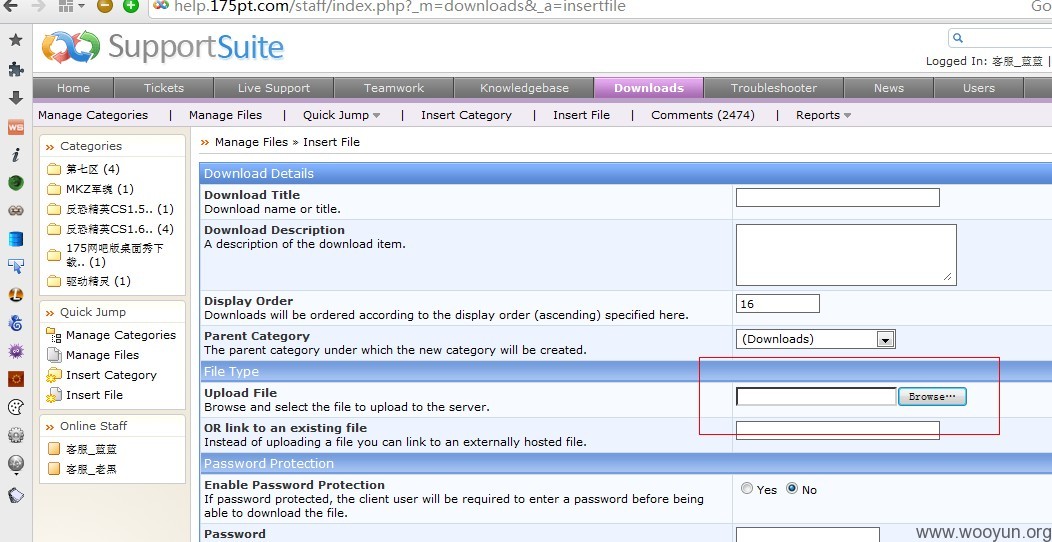 help.175pt.com/staff/index.php?_m=downloads&_a=insertfile
Go
SupportSuite
Logged In: 客服_蓝蓝 |
Home Tickets Live Support Teamwork Knowledgebase Downloads Troubleshooter News Users
Manage Categories | Manage Files | Quick Jump | Insert Category | Insert File | Comments (2474) | Reports
Categories
第七区 (4)
MKZ军魂 (1)
反恐精英CS1.5.. (1)
反恐精英CS1.6.. (4)
175网吧版桌面秀下
载.. (1)
驱动精灵 (1)
Quick Jump
Manage Categories
Manage Files
Insert Category
Insert File
Online Staff
客服_蓝蓝
客服_老黑
Manage Files » Insert File
Download Details
Download Title
Download name or title.
Download Description
A description of the download item.
Display Order
Downloads will be ordered according to the display order (ascending) specified here.
16
Parent Category
The parent category under which the new category will be created.
(Downloads)
File Type
Upload File
Browse and select the file to upload to the server.
Browse…
OR link to an existing file
Instead of uploading a file you can link to an externally hosted file.
Password Protection
Enable Password Protection
If password protected, the client user will be required to enter a password before being
able to download the file.
Yes No
Password
www.wooyun.org